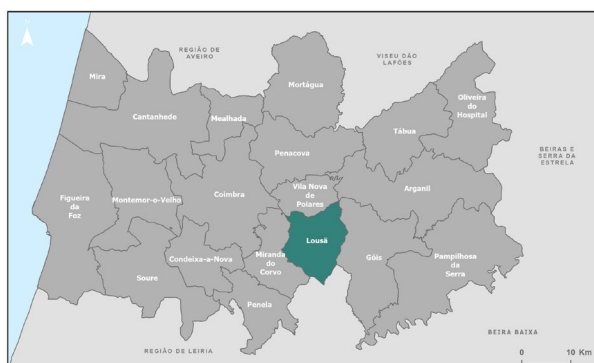 REGIÃO DE
AVEIRO
VISEU DÃO
LAFÕES
Mira
Mortágua
Oliveira
do
Hospital
Cantanhede
Mealhada
Tábua
Penacova
BEIRAS E
SERRA DA
ESTRELA
Vila Nova
de
Poiares
Arganil
Figueira
da
Foz
Montemor-o-Velho
Coimbra
Lousã
Miranda
do
Corvo
Condeixa-a-Nova
Góis
Pampilhosa
da
Serra
Soure
Penela
BEIRA BAIXA
REGIÃO DE LEIRIA
0 10 Km